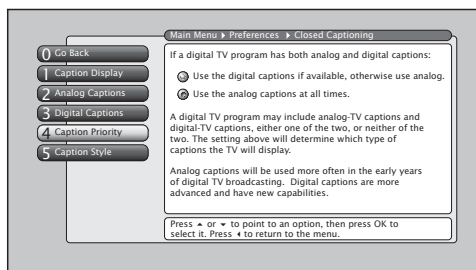 Main Menu ▸ Preferences ▸ Closed Captioning
0 Go Back
1 Caption Display
2 Analog Captions
3 Digital Captions
4 Caption Priority
5 Caption Style
If a digital TV program has both analog and digital captions:
Use the digital captions if available, otherwise use analog.
Use the analog captions at all times.
A digital TV program may include analog-TV captions and
digital-TV captions, either one of the two, or neither of the
two. The setting above will determine which type of
captions the TV will display.
Analog captions will be used more often in the early years
of digital TV broadcasting. Digital captions are more
advanced and have new capabilities.
Press ▴ or ▾ to point to an option, then press OK to
select it. Press ◂ to return to the menu.